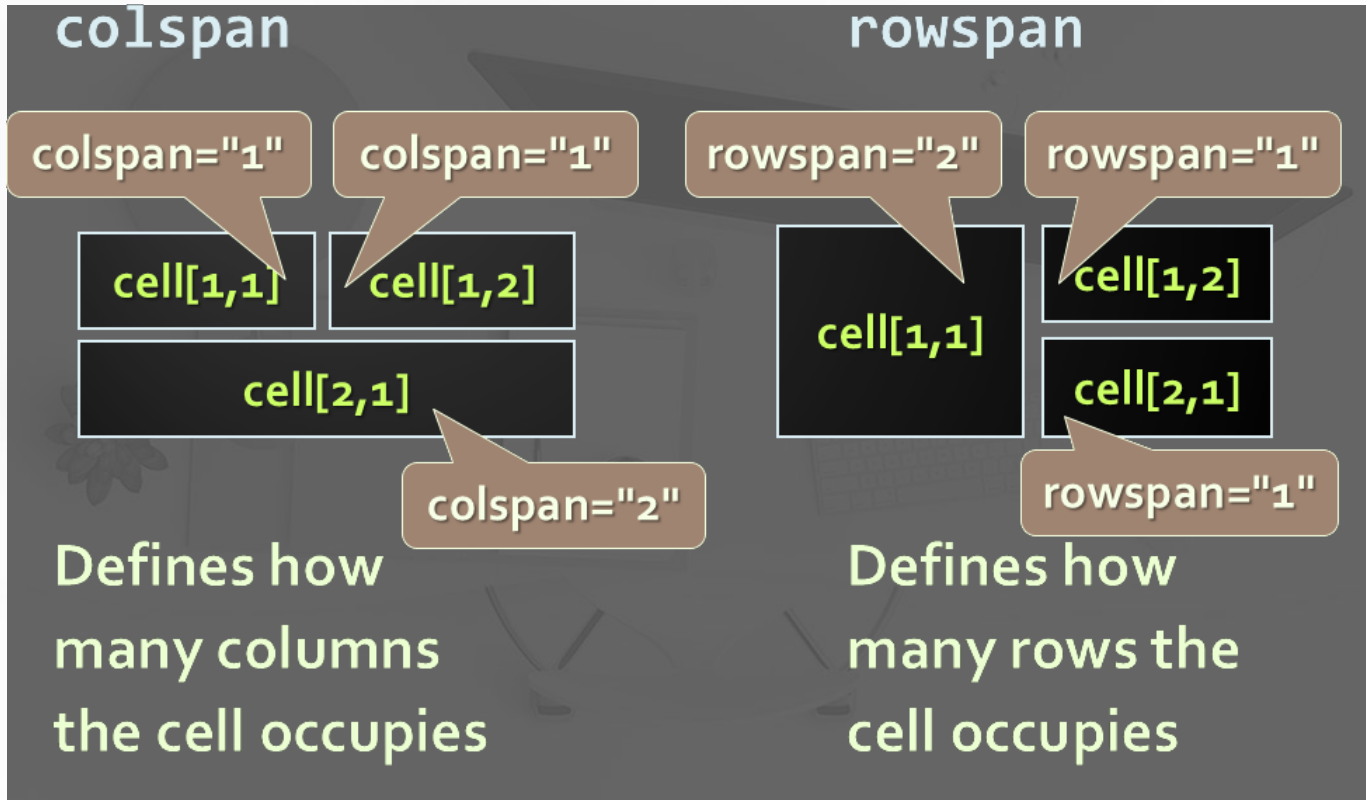 colspan
colspan="1"
colspan="1"
cell[1,1]
cell[1,2]
cell[2,1]
colspan="2"
Defines how
many columns
the cell occupies
rowspan
rowspan="2"
rowspan="1"
cell[1,1]
cell[1,2]
cell[2,1]
rowspan="1"
Defines how
many rows the
cell occupies